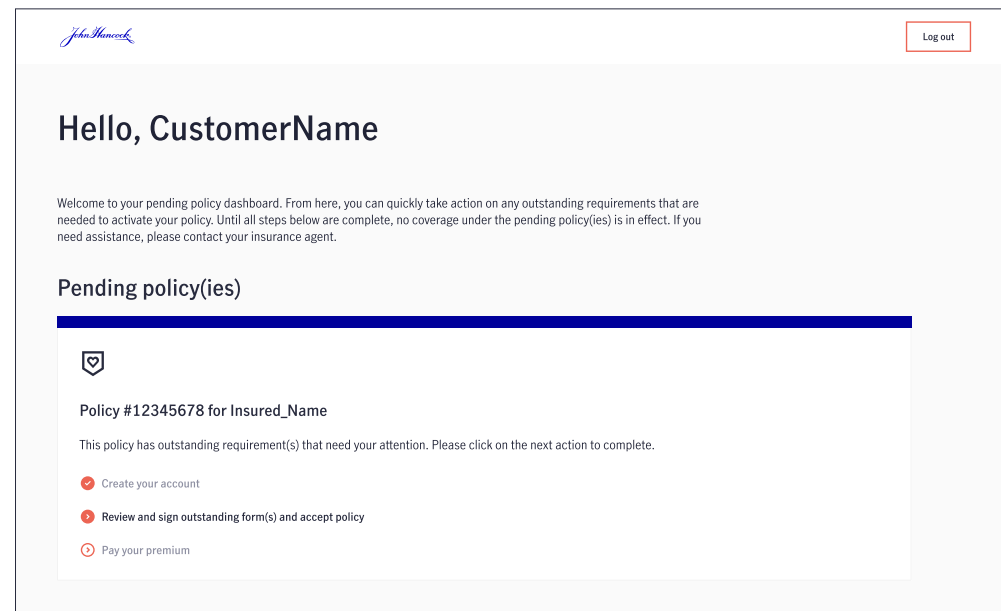 John Hancock
Log out
Hello, CustomerName
Welcome to your pending policy dashboard. From here, you can quickly take action on any outstanding requirements that are
needed to activate your policy. Until all steps below are complete, no coverage under the pending policy(ies) is in effect. If you
need assistance, please contact your insurance agent.
Pending policy(ies)
Policy #12345678 for Insured_Name
This policy has outstanding requirement(s) that need your attention. Please click on the next action to complete.
Create your account
Review and sign outstanding form(s) and accept policy
Pay your premium